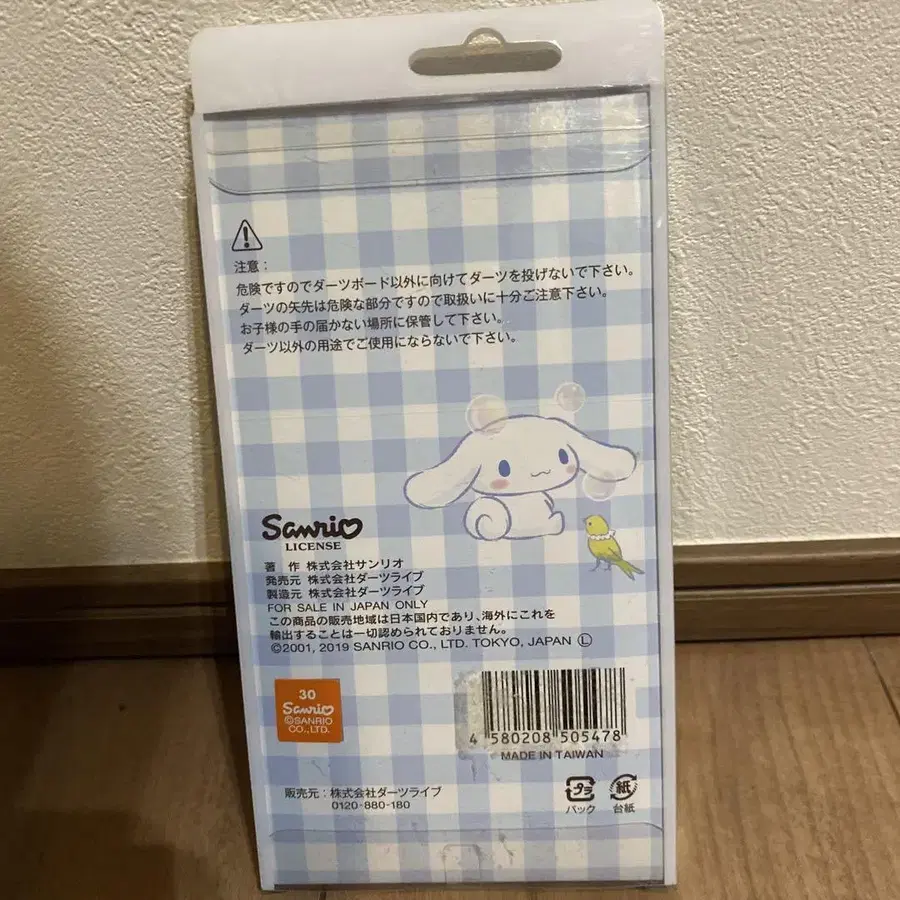 注意：
危険ですのでダーツボード以外に向けてダーツを投げないで下さい。
ダーツの矢先は危険な部分ですので取扱いに十分ご注意下さい。
お子様の手の届かない場所に保管して下さい。
ダーツ以外の用途でご使用にならないで下さい。
Sanrio
LICENSE
著 作 株式会社サンリオ
発売元 株式会社ダーツライブ
製造元 株式会社ダーツライブ
FOR SALE IN JAPAN ONLY
この商品の販売地域は日本国内であり、海外にこれを
輸出することは一切認められておりません。
©2001, 2019 SANRIO CO., LTD. TOKYO, JAPAN Ⓛ
30
Sanrio
©SANRIO
CO.,LTD.
4 580208 505478
MADE IN TAIWAN
販売元：株式会社ダーツライブ
0120-880-180
プラ
パック
紙
台紙